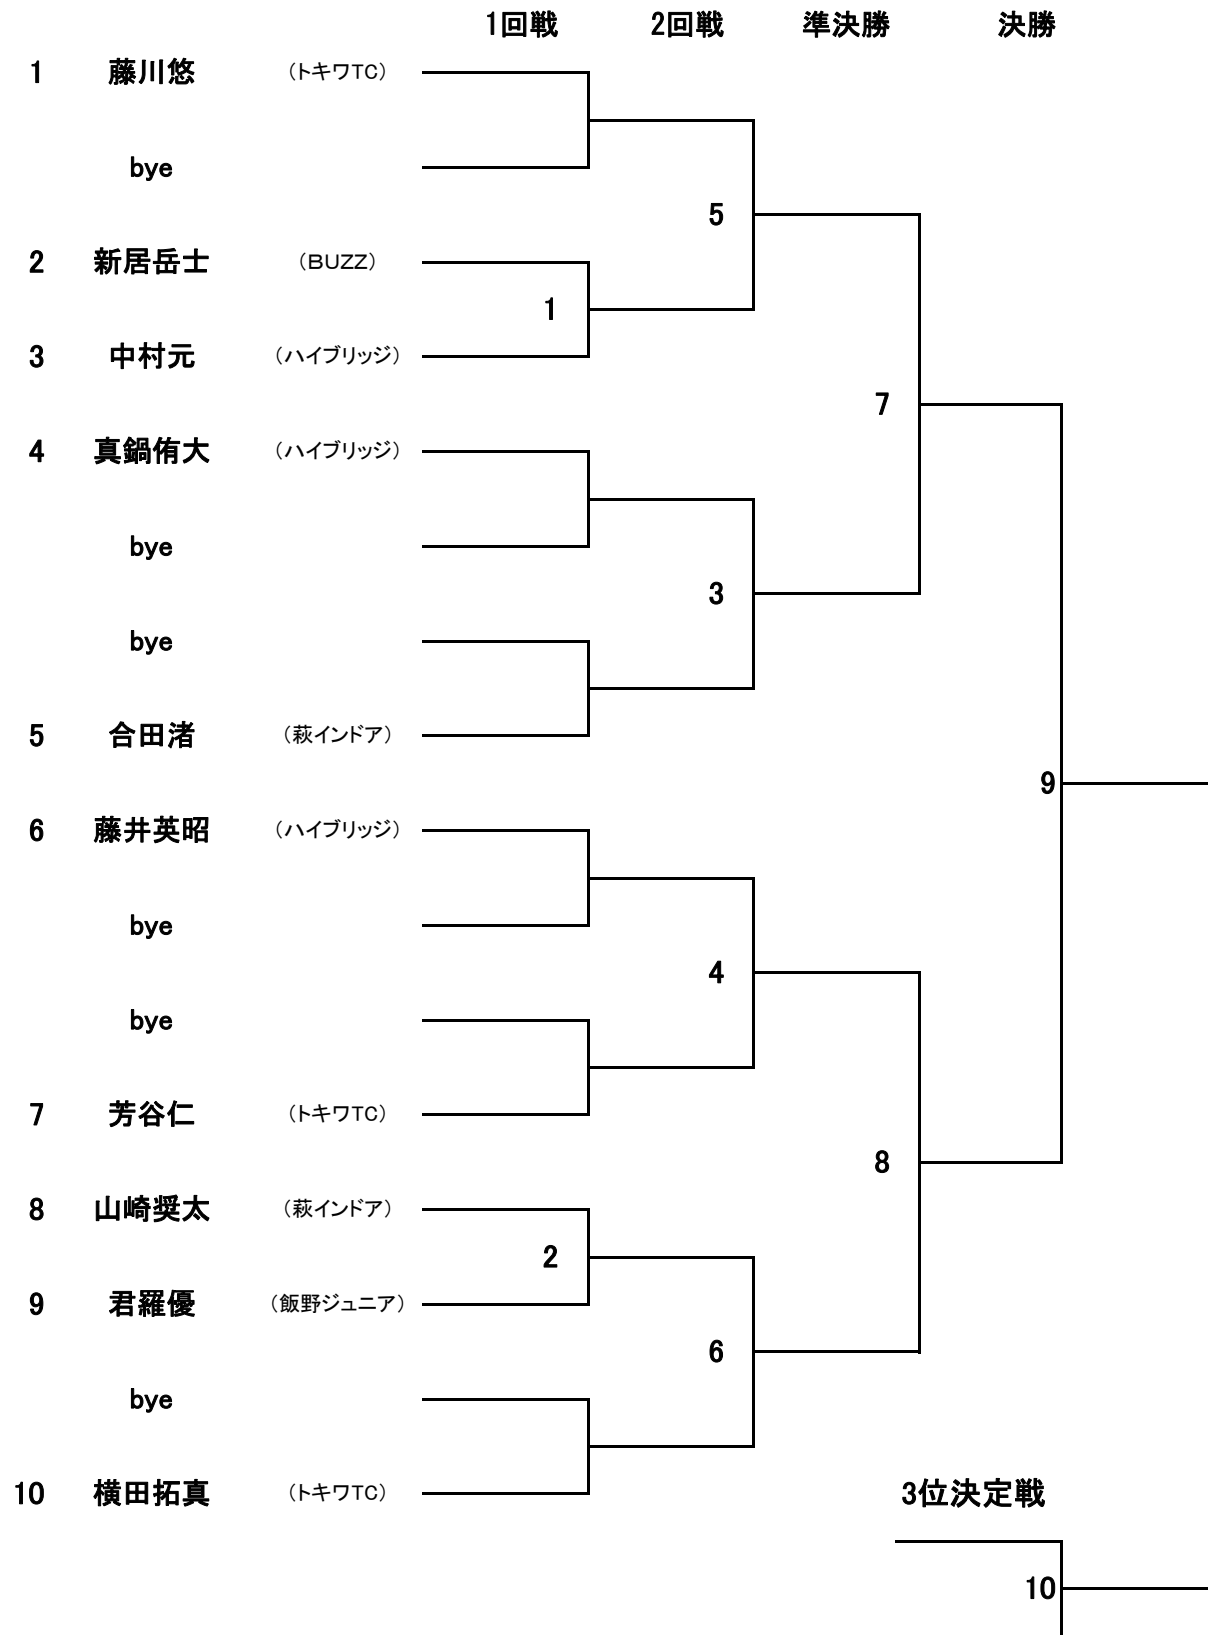 1回戦 2回戦 準決勝 決勝
1 藤川悠 （トキワTC）
bye
5
2 新居岳士 （BUZZ）
1
3 中村元 （ハイブリッジ）
7
4 真鍋侑大 （ハイブリッジ）
bye
3
bye
5 合田渚 （萩インドア）
9
6 藤井英昭 （ハイブリッジ）
bye
4
bye
7 芳谷仁 （トキワTC）
8
8 山崎奨太 （萩インドア）
2
9 君羅優 （飯野ジュニア）
6
bye
10 横田拓真 （トキワTC） 3位決定戦
10